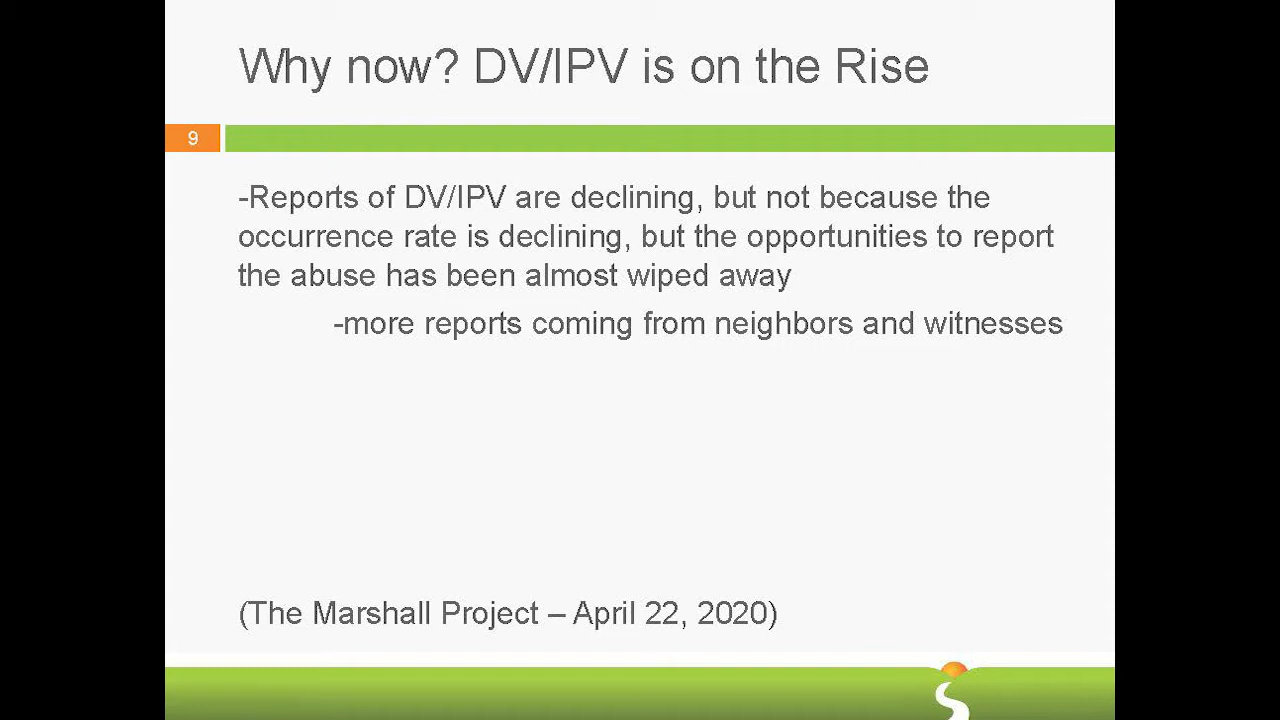 Why now? DV/IPV is on the Rise
9
-Reports of DV/IPV are declining, but not because the
occurrence rate is declining, but the opportunities to report
the abuse has been almost wiped away
-more reports coming from neighbors and witnesses
(The Marshall Project – April 22, 2020)